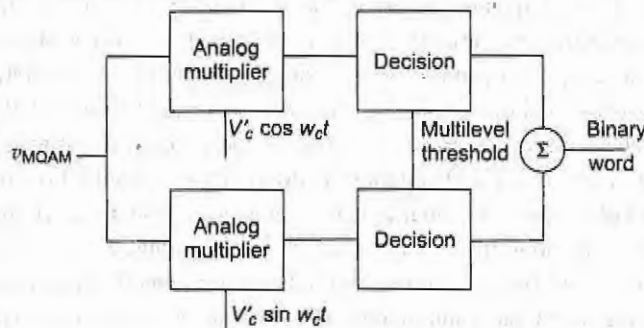 Analog
multiplier
Decision
V'c cos wct
Multilevel
threshold
vMQAM
Σ
Binary
word
Analog
multiplier
Decision
V'c sin wct